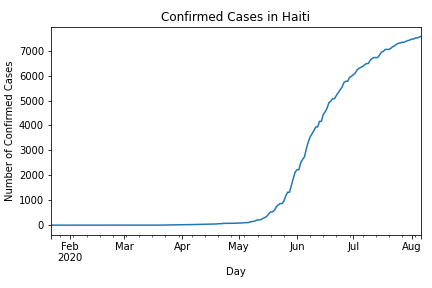 Confirmed Cases in Haiti
Number of Confirmed Cases
7000
6000
5000
4000
3000
2000
1000
0
Feb Mar Apr May Jun Jul Aug
2020
Day